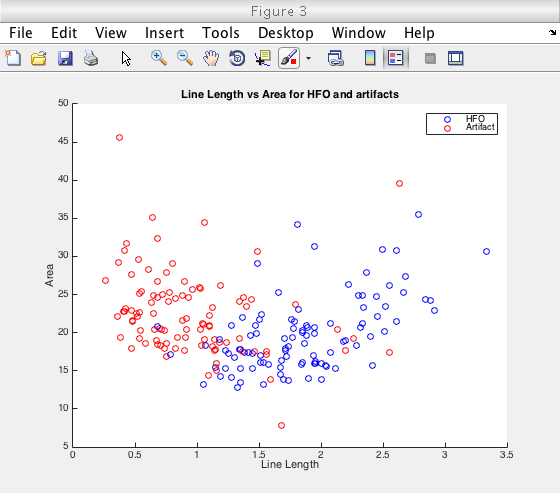 Figure 3
File Edit View Insert Tools Desktop Window Help
Line Length vs Area for HFO and artifacts
HFO
Artifact
50
45
40
35
30
25
20
15
10
5
Area
0 0.5 1 1.5 2 2.5 3 3.5
Line Length